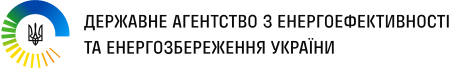 ДЕРЖАВНЕ АГЕНТСТВО З ЕНЕРГОЕФЕКТИВНОСТІ
ТА ЕНЕРГОЗБЕРЕЖЕННЯ УКРАЇНИ